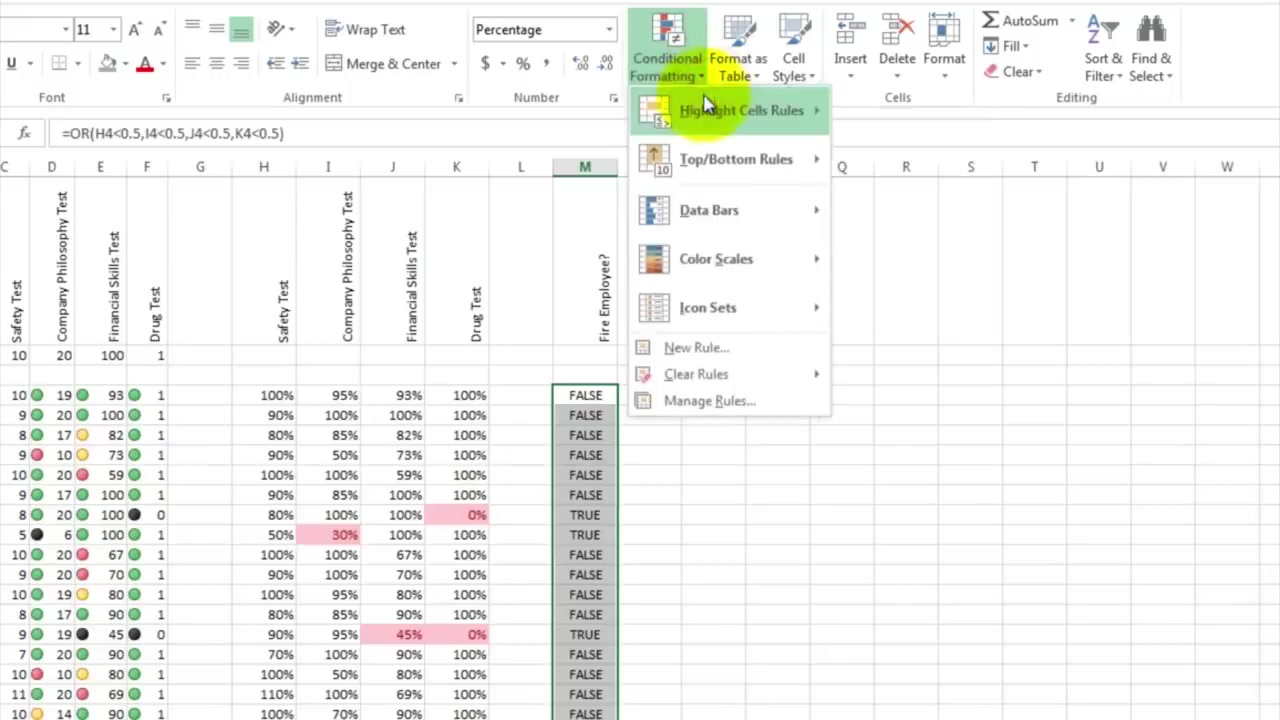 11 A A Wrap Text Percentage Conditional Formatting Format as Table Cell Styles Insert Delete Format AutoSum Sort & Filter Find & Select
U A Merge & Center $ % , .00 Fill
Clear
Font Alignment Number Cells Editing
fx =OR(H4<0.5,I4<0.5,J4<0.5,K4<0.5)
Highlight Cells Rules
Top/Bottom Rules
Data Bars
Color Scales
Icon Sets
New Rule...
Clear Rules
Manage Rules...
C D E F G H I J K L M Q R S T U V W
Safety Test Company Philosophy Test Financial Skills Test Drug Test Safety Test Company Philosophy Test Financial Skills Test Drug Test Fire Employee?
10 20 100 1
10 19 93 1 100% 95% 93% 100% FALSE
9 20 100 1 90% 100% 100% 100% FALSE
8 17 82 1 80% 85% 82% 100% FALSE
9 10 73 1 90% 50% 73% 100% FALSE
10 20 59 1 100% 100% 59% 100% FALSE
9 17 100 1 90% 85% 100% 100% FALSE
8 20 100 0 80% 100% 100% 0% TRUE
5 6 100 1 50% 30% 100% 100% TRUE
10 20 67 1 100% 100% 67% 100% FALSE
9 20 70 1 90% 100% 70% 100% FALSE
10 19 80 1 100% 95% 80% 100% FALSE
8 17 90 1 80% 85% 90% 100% FALSE
9 19 45 0 90% 95% 45% 0% TRUE
7 20 90 1 70% 100% 90% 100% FALSE
10 10 80 1 100% 50% 80% 100% FALSE
11 20 69 1 110% 100% 69% 100% FALSE
10 14 90 1 100% 70% 90% 100% FALSE